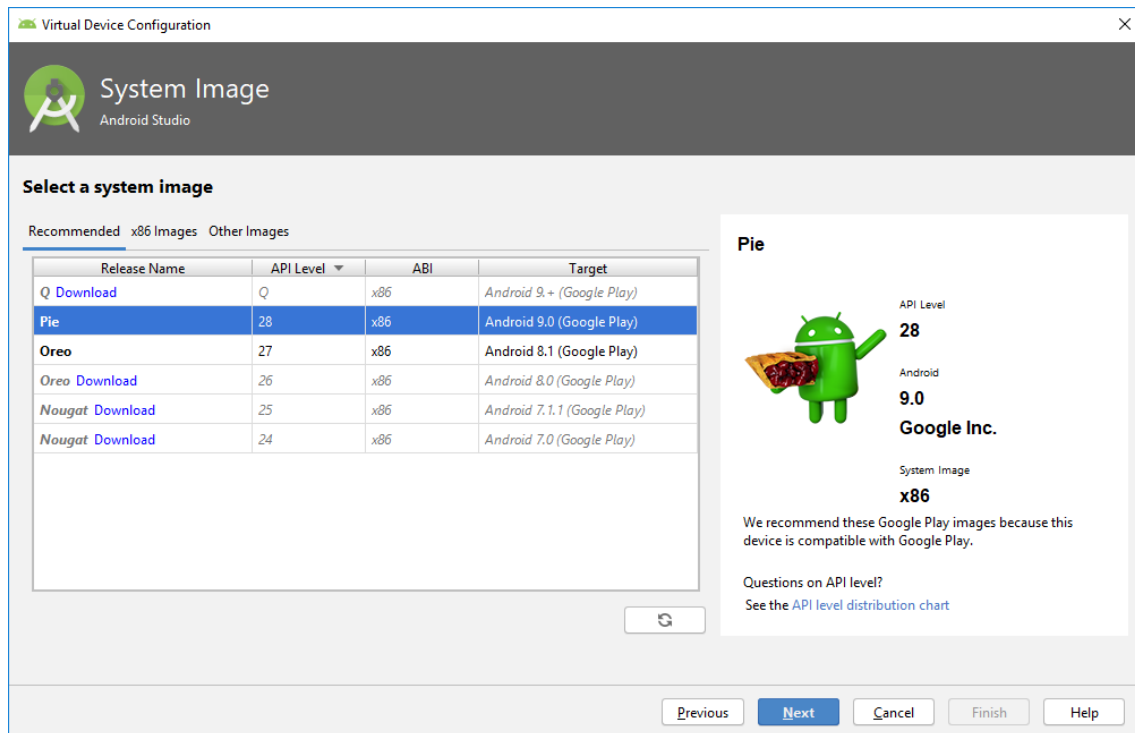 Virtual Device Configuration
System Image
Android Studio
Select a system image
Recommended x86 Images Other Images
Release Name API Level ABI Target
Q Download Q x86 Android 9.+ (Google Play)
Pie 28 x86 Android 9.0 (Google Play)
Oreo 27 x86 Android 8.1 (Google Play)
Oreo Download 26 x86 Android 8.0 (Google Play)
Nougat Download 25 x86 Android 7.1.1 (Google Play)
Nougat Download 24 x86 Android 7.0 (Google Play)
Pie
API Level
28
Android
9.0
Google Inc.
System Image
x86
We recommend these Google Play images because this
device is compatible with Google Play.
Questions on API level?
See the API level distribution chart
Previous Next Cancel Finish Help